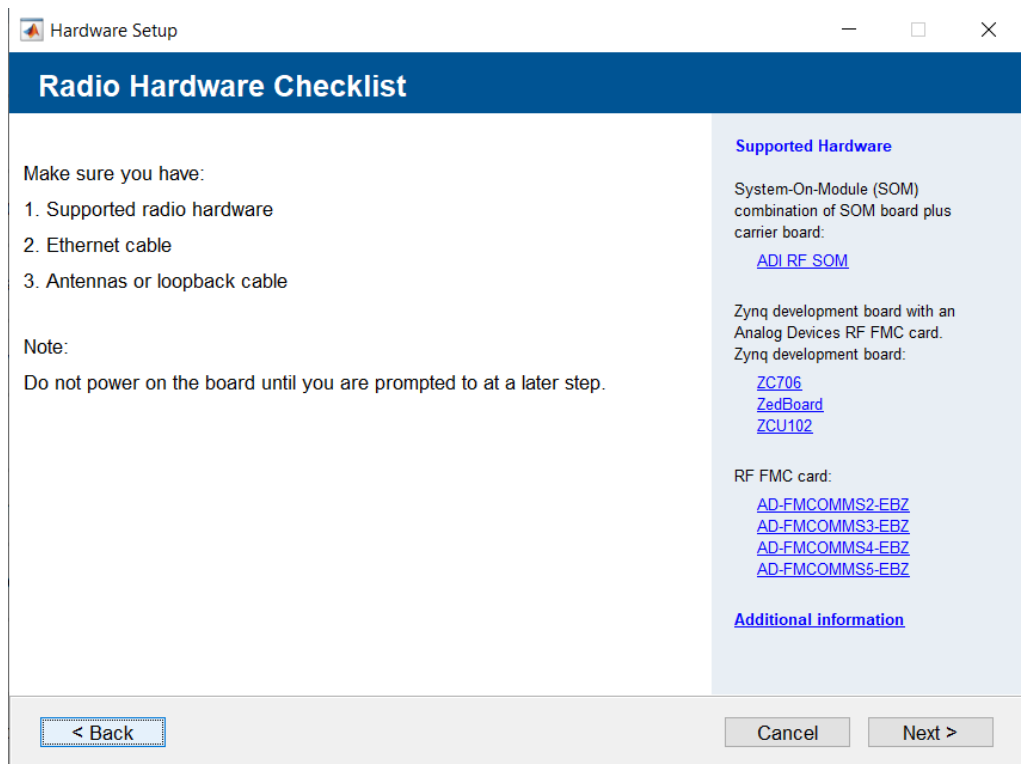 Hardware Setup
Radio Hardware Checklist
Make sure you have:
1. Supported radio hardware
2. Ethernet cable
3. Antennas or loopback cable
Note:
Do not power on the board until you are prompted to at a later step.
Supported Hardware
System-On-Module (SOM)
combination of SOM board plus
carrier board:
ADI RF SOM
Zynq development board with an
Analog Devices RF FMC card.
Zynq development board:
ZC706
ZedBoard
ZCU102
RF FMC card:
AD-FMCOMMS2-EBZ
AD-FMCOMMS3-EBZ
AD-FMCOMMS4-EBZ
AD-FMCOMMS5-EBZ
Additional information
< Back
Cancel
Next >